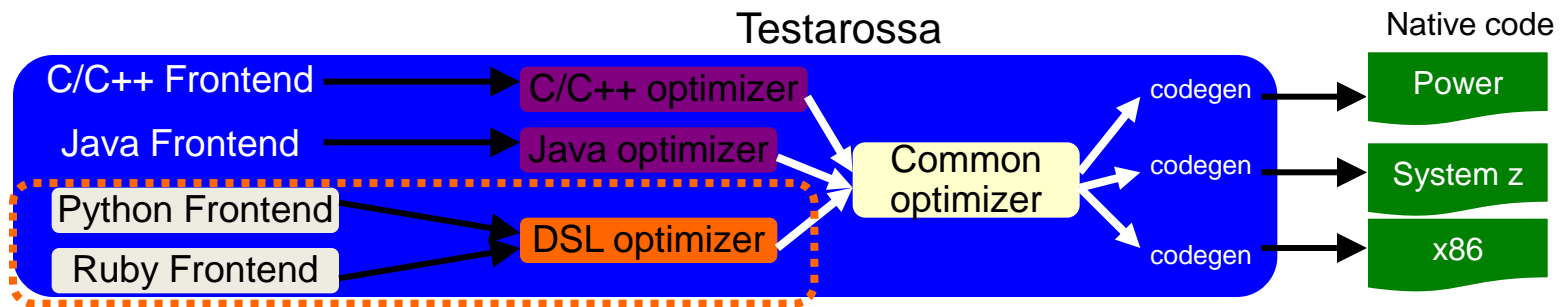 Testarossa
Native code
C/C++ Frontend
C/C++ optimizer
codegen
Power
Java Frontend
Java optimizer
Common
optimizer
codegen
System z
Python Frontend
DSL optimizer
Ruby Frontend
codegen
x86